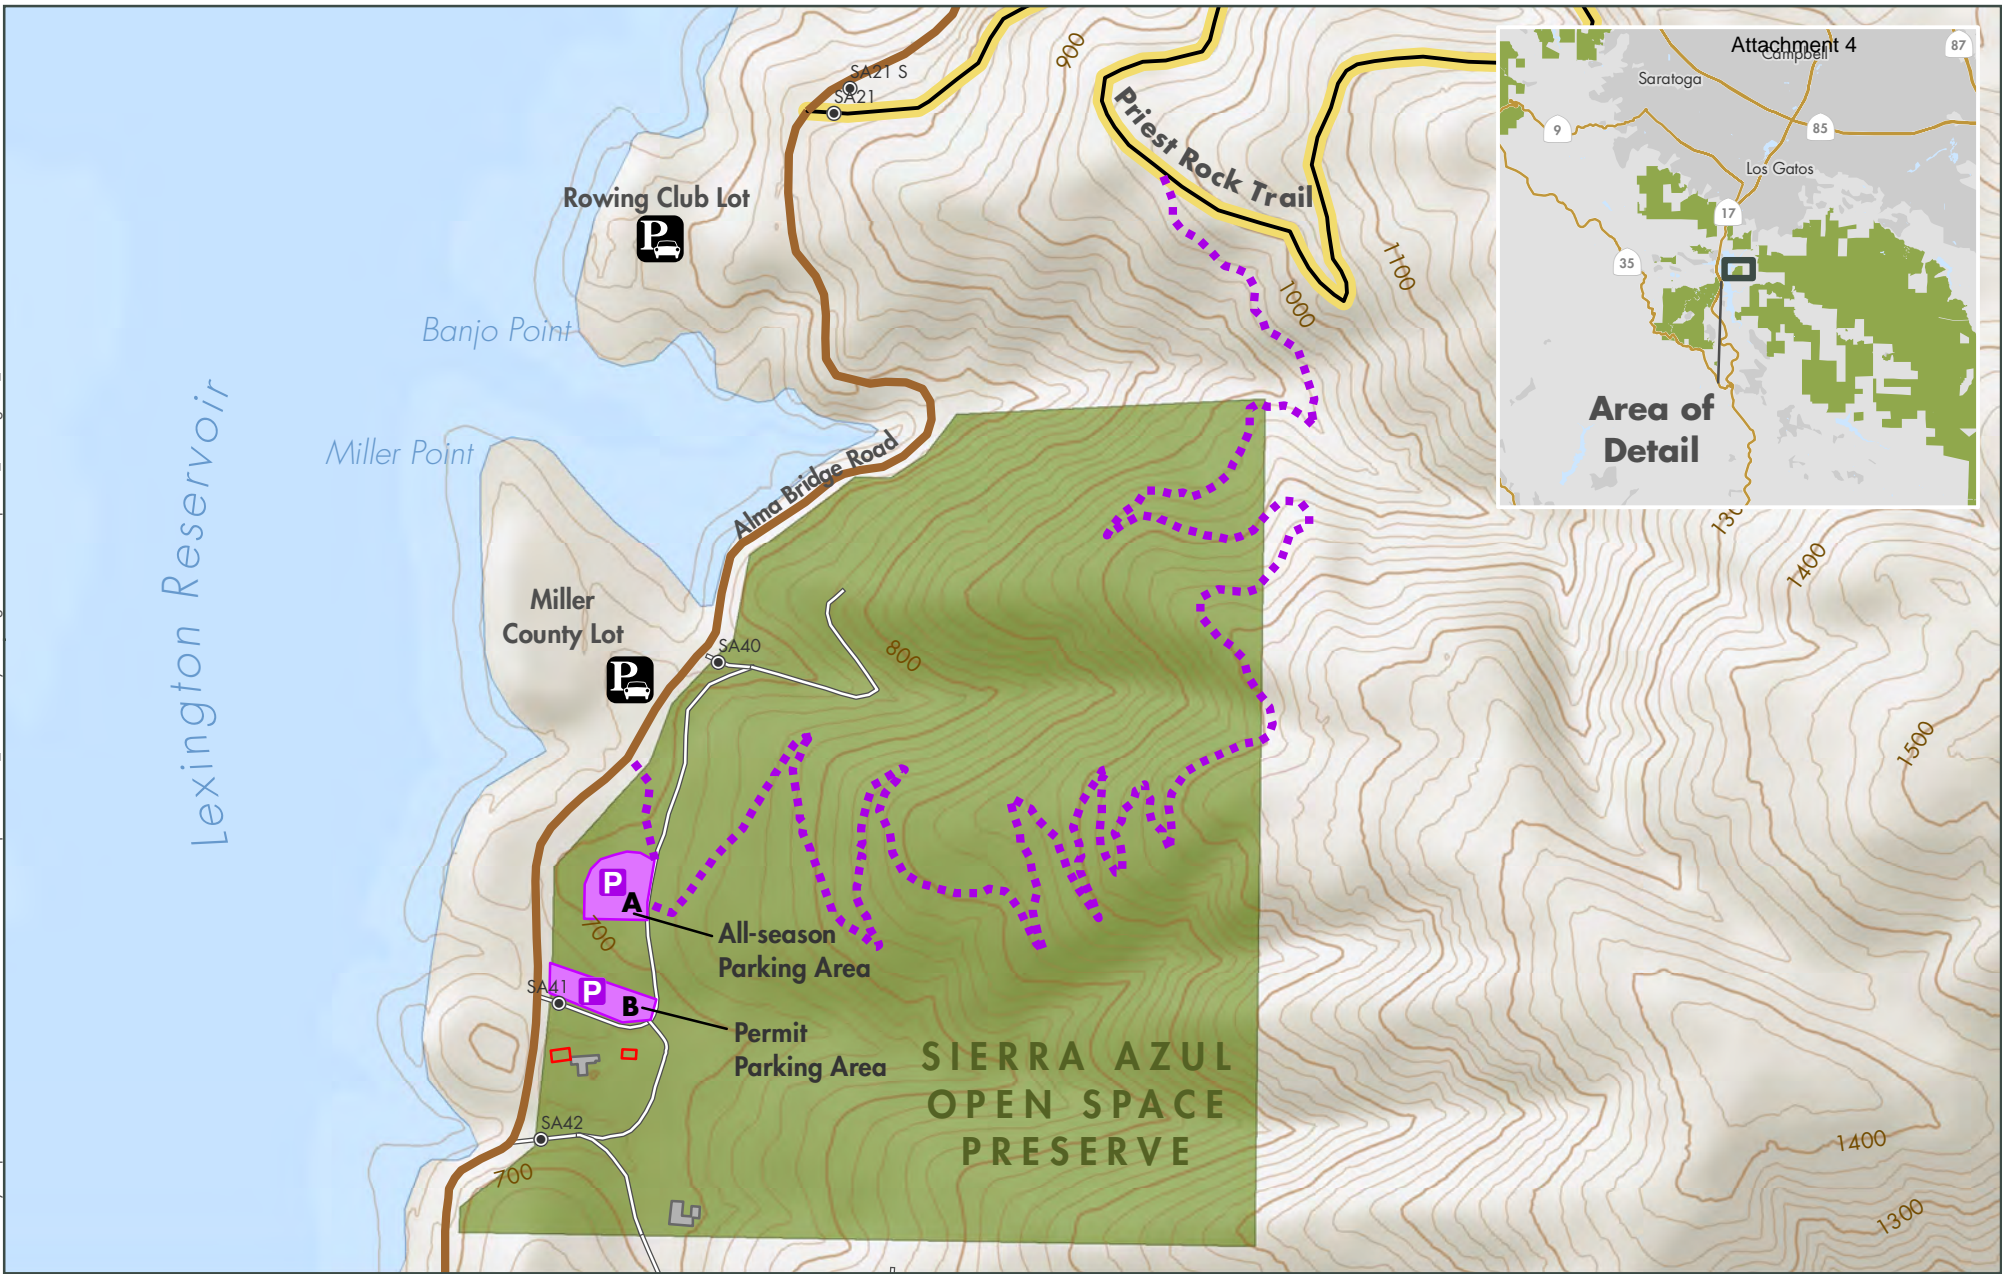 Attachment 4
Campbell
87
Saratoga
9
85
Los Gatos
17
35
Area of
Detail
900
SA21 S
SA21
Priest Rock Trail
Rowing Club Lot
P
1100
1000
Banjo Point
Miller Point
Alma Bridge Road
Lexington Reservoir
1400
Miller
County Lot
P
SA40
800
1500
P
A
700
All-season
Parking Area
SA41
P
B
Permit
Parking Area
SIERRA AZUL
OPEN SPACE
PRESERVE
SA42
700
1400
1300